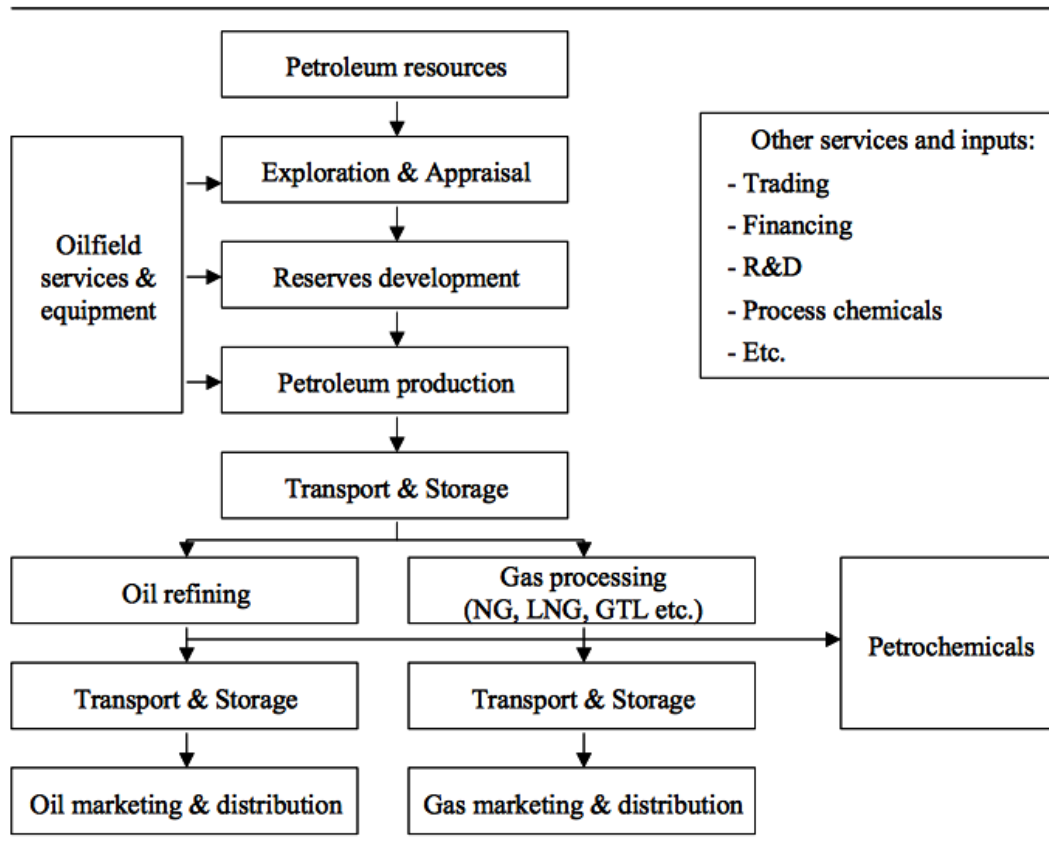 Petroleum resources
Exploration & Appraisal
Oilfield
services &
equipment
Reserves development
Petroleum production
Other services and inputs:
- Trading
- Financing
- R&D
- Process chemicals
- Etc.
Transport & Storage
Oil refining
Gas processing
(NG, LNG, GTL etc.)
Petrochemicals
Transport & Storage
Transport & Storage
Oil marketing & distribution
Gas marketing & distribution